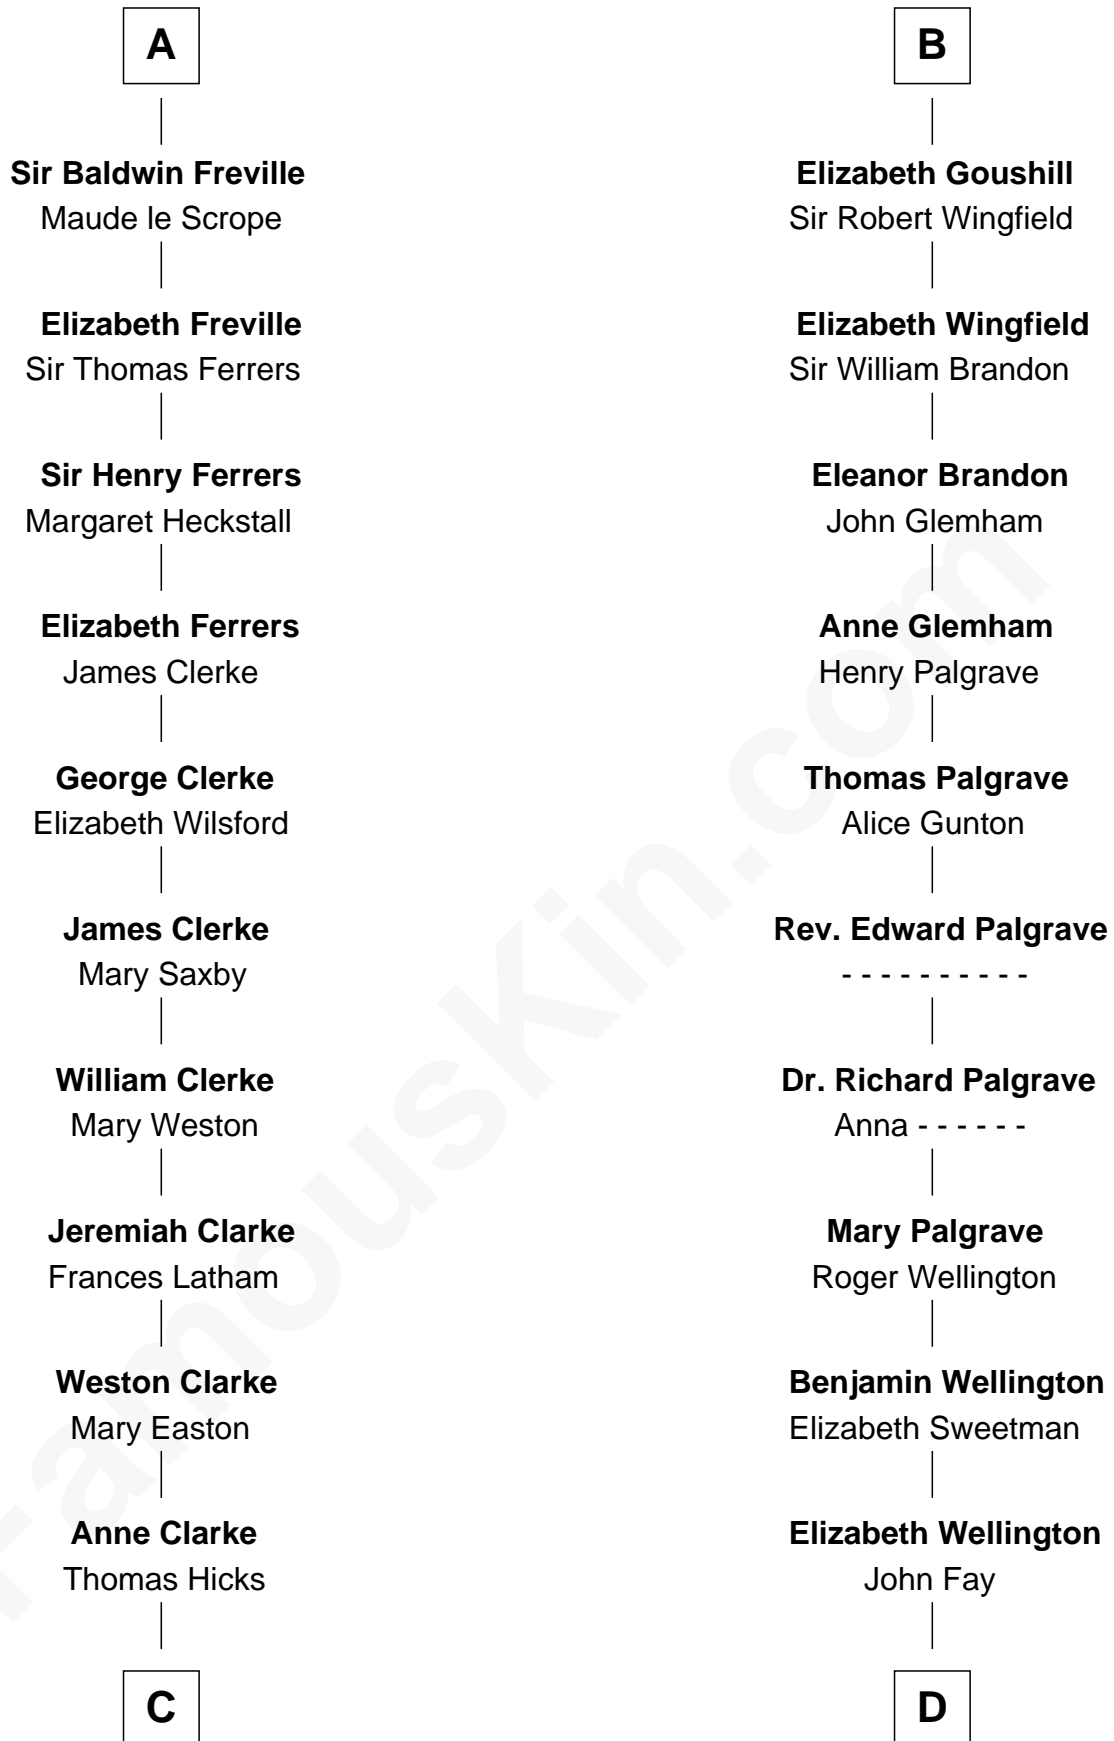 A
Sir Baldwin Freville
Maude le Scrope
Elizabeth Freville
Sir Thomas Ferrers
Sir Henry Ferrers
Margaret Heckstall
Elizabeth Ferrers
James Clerke
George Clerke
Elizabeth Wilsford
James Clerke
Mary Saxby
William Clerke
Mary Weston
Jeremiah Clarke
Frances Latham
Weston Clarke
Mary Easton
Anne Clarke
Thomas Hicks
C
B
Elizabeth Goushill
Sir Robert Wingfield
Elizabeth Wingfield
Sir William Brandon
Eleanor Brandon
John Glemham
Anne Glemham
Henry Palgrave
Thomas Palgrave
Alice Gunton
Rev. Edward Palgrave
- - - - - - - - - -
Dr. Richard Palgrave
Anna - - - - - -
Mary Palgrave
Roger Wellington
Benjamin Wellington
Elizabeth Sweetman
Elizabeth Wellington
John Fay
D
FamousKin.com